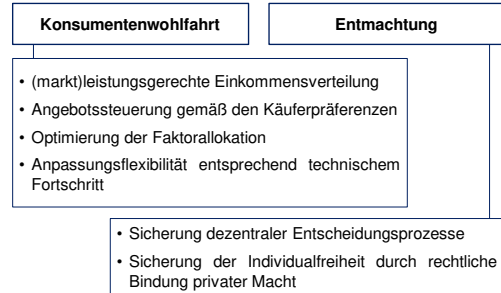 Konsumentenwohlfahrt
Entmachtung
• (markt)leistungsgerechte Einkommensverteilung
• Angebotssteuerung gemäß den Käuferpräferenzen
• Optimierung der Faktorallokation
• Anpassungsflexibilität entsprechend technischem
Fortschritt
• Sicherung dezentraler Entscheidungsprozesse
• Sicherung der Individualfreiheit durch rechtliche
Bindung privater Macht